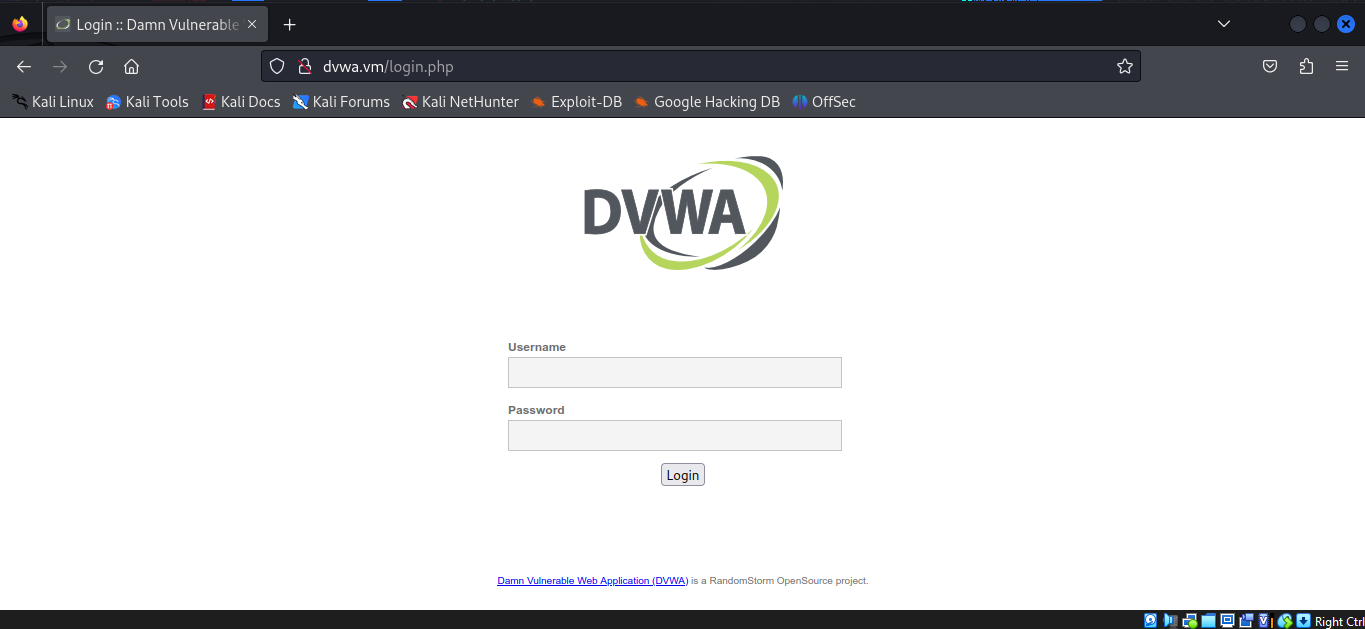 Login :: Damn Vulnerable
dvwa.vm/login.php
Kali Linux Kali Tools Kali Docs Kali Forums Kali NetHunter Exploit-DB Google Hacking DB OffSec
DVWA
Username
Password
Login
Damn Vulnerable Web Application (DVWA) is a RandomStorm OpenSource project.
Right Ctrl